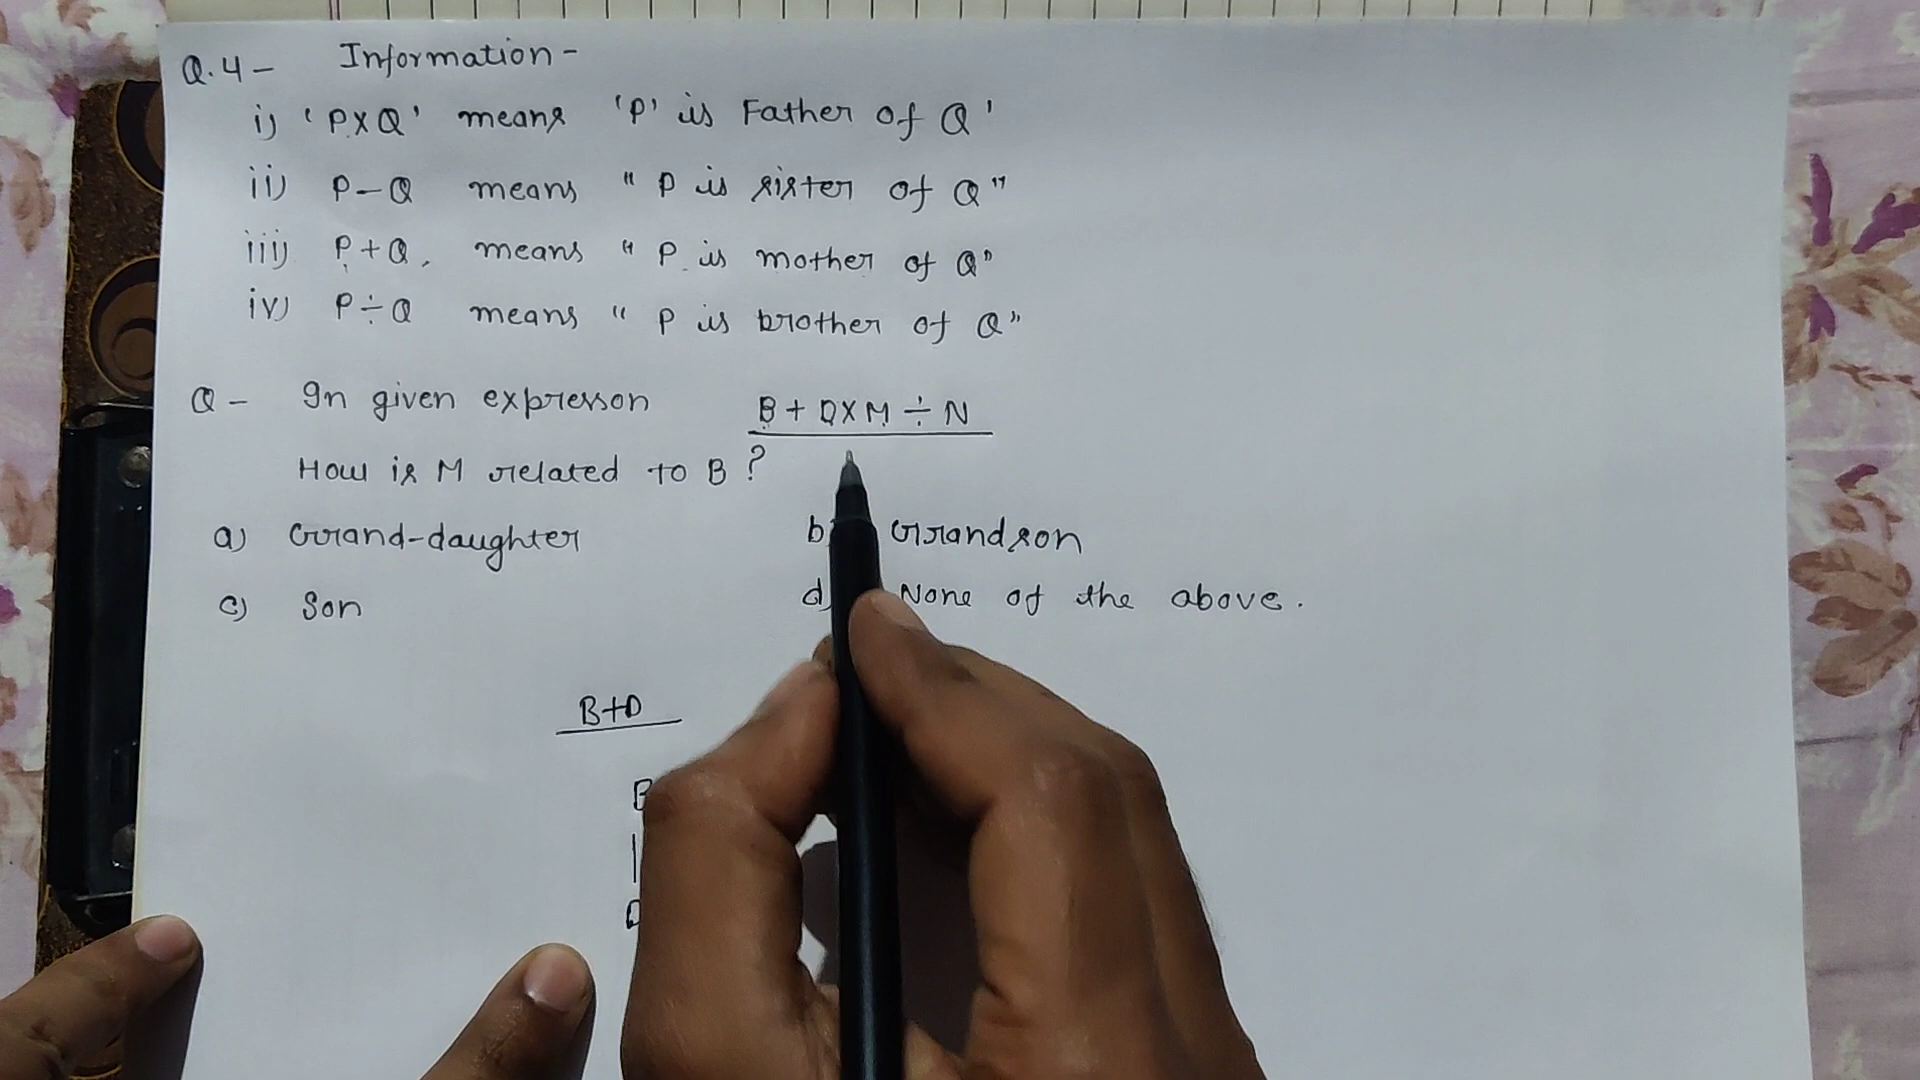 Q.4- Information-
i) 'PXQ' means 'P' is Father of Q'
ii) P-Q means " P is sister of Q"
iii) P+Q, means " P is mother of Q"
iv) P÷Q means " P is brother of Q"
Q- In given expresson B + D X M ÷ N
How is M related to B ?
a) Grand-daughter b) Grandson
c) Son d) None of the above.
B+D
B
|
D